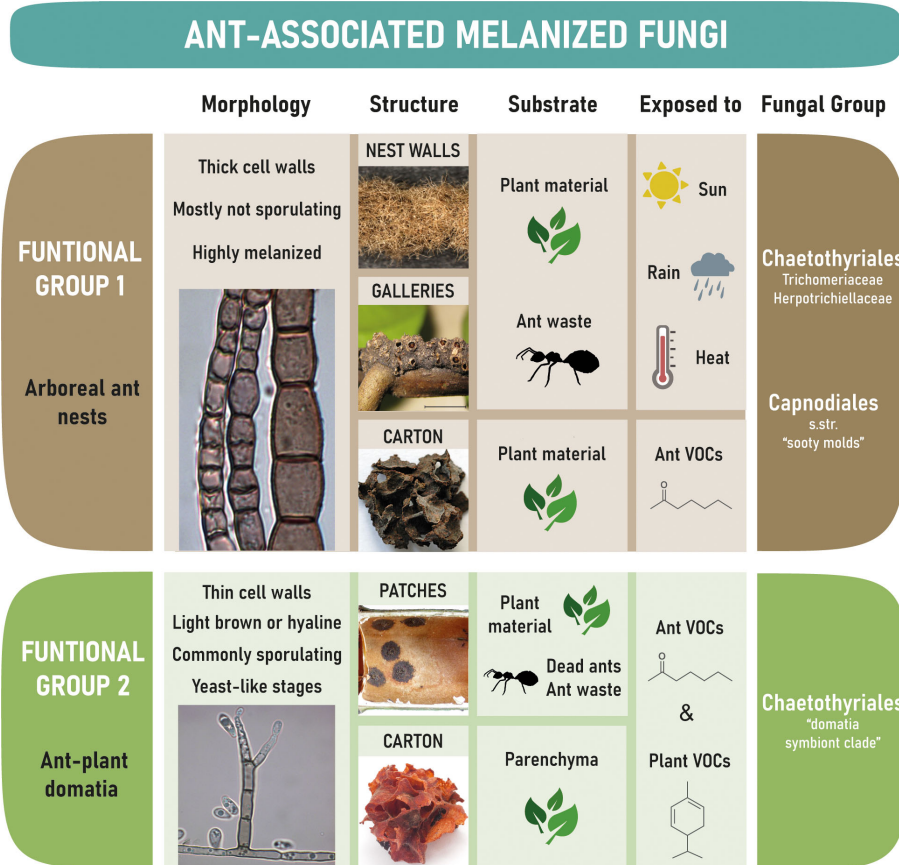 ANT-ASSOCIATED MELANIZED FUNGI
Morphology
Structure
Substrate
Exposed to
Fungal Group
FUNTIONAL
GROUP 1
Arboreal ant
nests
Thick cell walls
Mostly not sporulating
Highly melanized
NEST WALLS
GALLERIES
CARTON
Plant material
Ant waste
Plant material
Sun
Rain
Heat
Ant VOCs
O
Chaetothyriales
Trichomeriaceae
Herpotrichiellaceae
Capnodiales
s.str.
“sooty molds”
FUNTIONAL
GROUP 2
Ant-plant
domatia
Thin cell walls
Light brown or hyaline
Commonly sporulating
Yeast-like stages
PATCHES
CARTON
Plant
material
Dead ants
Ant waste
Parenchyma
Ant VOCs
O
&
Plant VOCs
Chaetothyriales
“domatia
symbiont clade”